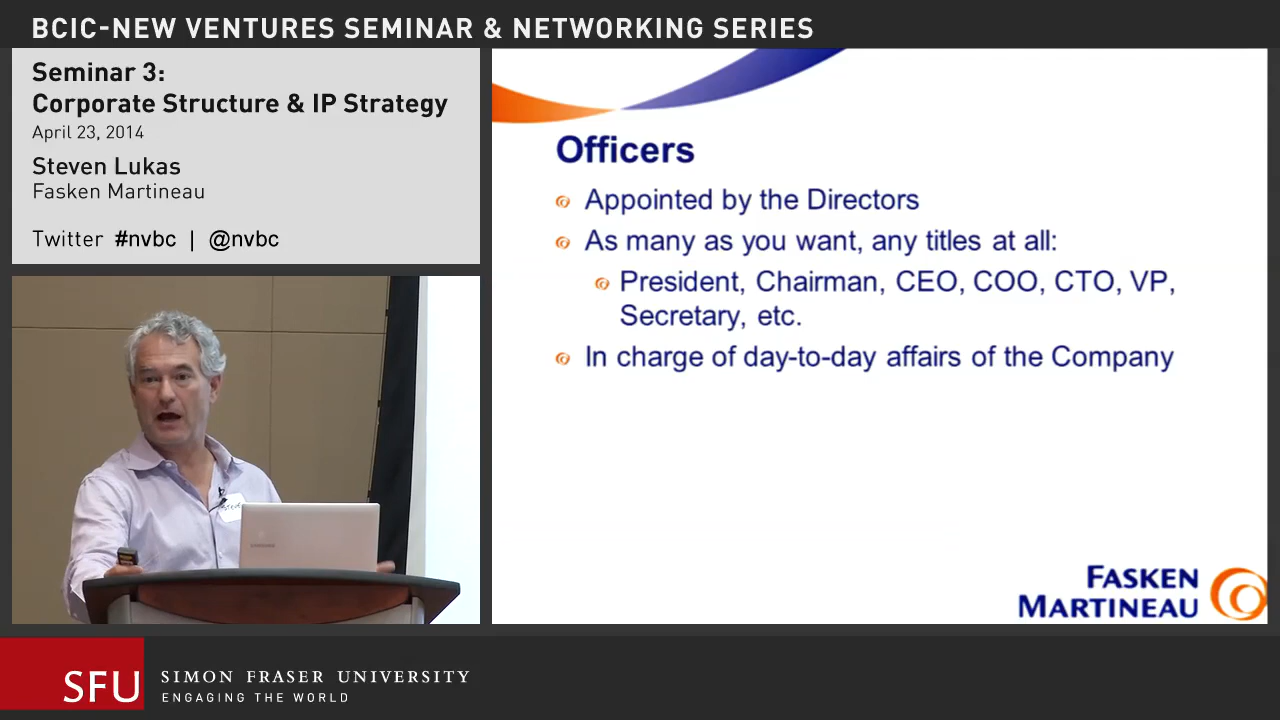 BCIC-NEW VENTURES SEMINAR & NETWORKING SERIES
Seminar 3:
Corporate Structure & IP Strategy
April 23, 2014
Steven Lukas
Fasken Martineau
Twitter #nvbc | @nvbc
Officers
Appointed by the Directors
As many as you want, any titles at all:
President, Chairman, CEO, COO, CTO, VP,
Secretary, etc.
In charge of day-to-day affairs of the Company
SAMSUNG
FASKEN
MARTINEAU
SFU
SIMON FRASER UNIVERSITY
ENGAGING THE WORLD